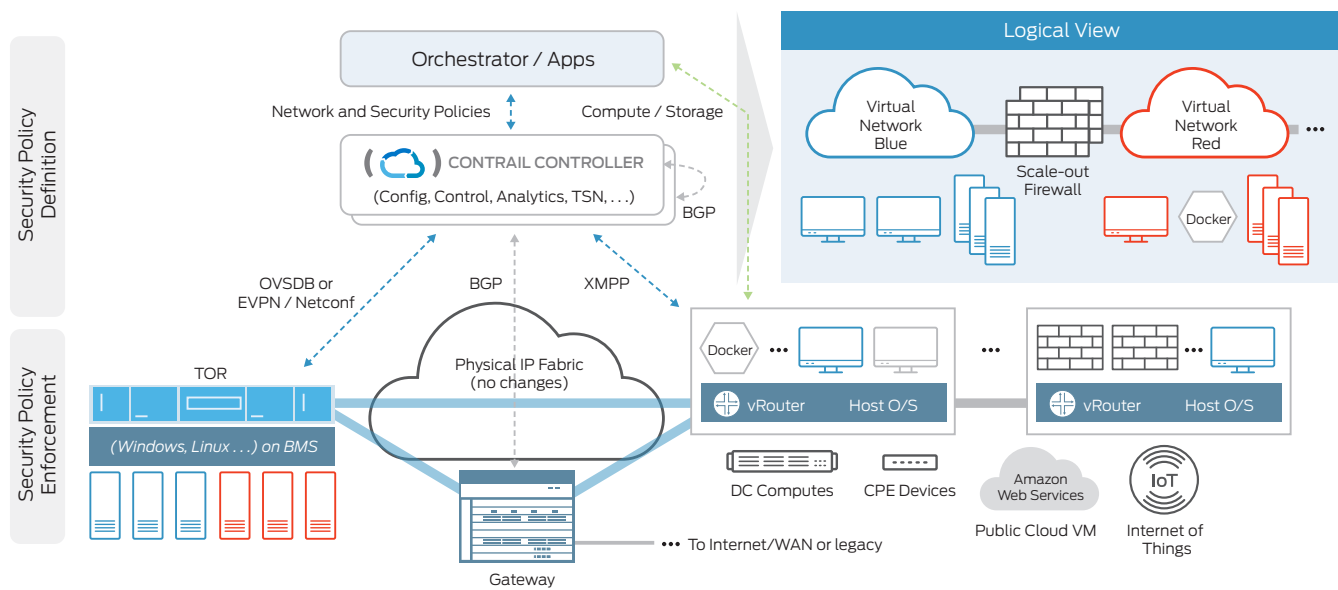 Security Policy
Definition
Security Policy
Enforcement
Orchestrator / Apps
Network and Security Policies
Compute / Storage
CONTRAIL CONTROLLER
(Config, Control, Analytics, TSN, . . .)
BGP
OVSDB or
EVPN / Netconf
BGP
XMPP
Logical View
Virtual
Network
Blue
Scale-out
Firewall
Virtual
Network
Red
•••
Docker
TOR
(Windows, Linux . . .) on BMS
Physical IP Fabric
(no changes)
Docker
•••
vRouter
Host O/S
•••
•••
vRouter
Host O/S
DC Computes
CPE Devices
Amazon
Web Services
Public Cloud VM
IoT
Internet of
Things
••• To Internet/WAN or legacy
Gateway